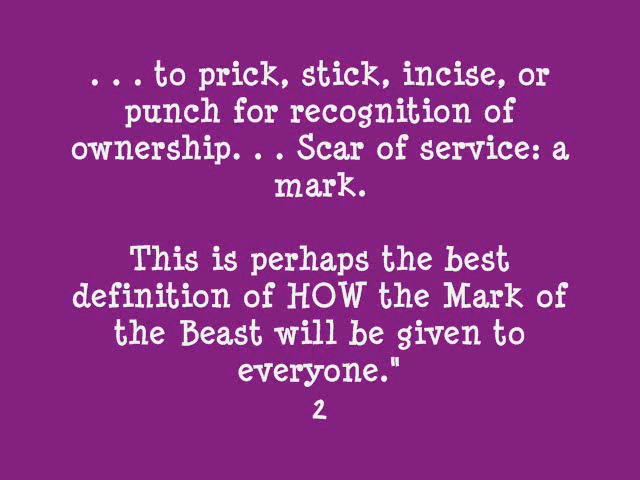 . . . to prick, stick, incise, or
punch for recognition of
ownership. . . Scar of service: a
mark.
This is perhaps the best
definition of HOW the Mark of
the Beast will be given to
everyone."
2